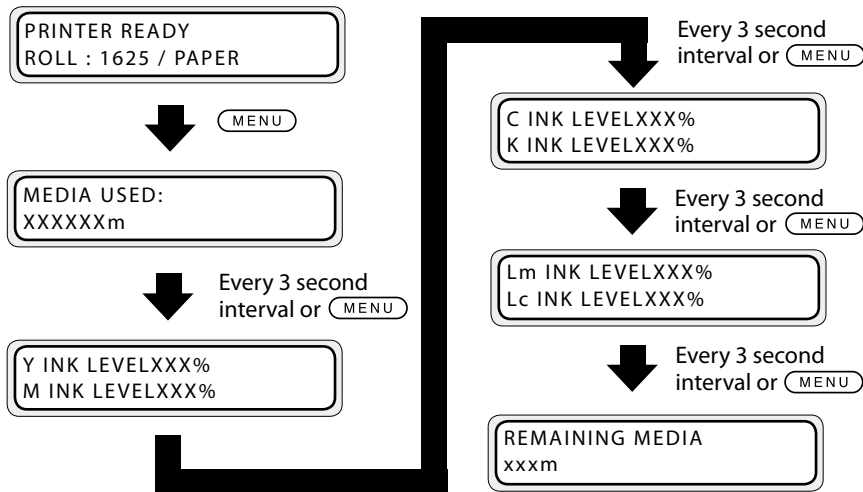 PRINTER READY
ROLL : 1625 / PAPER
MENU
MEDIA USED:
XXXXXXm
Every 3 second
interval or MENU
Y INK LEVELXXX%
M INK LEVELXXX%
Every 3 second
interval or MENU
C INK LEVELXXX%
K INK LEVELXXX%
Every 3 second
interval or MENU
Lm INK LEVELXXX%
Lc INK LEVELXXX%
Every 3 second
interval or MENU
REMAINING MEDIA
xxxm